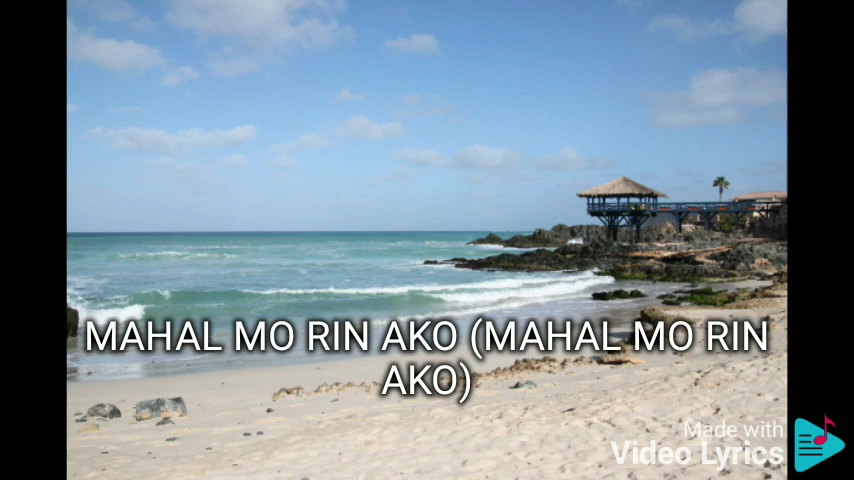 MAHAL MO RIN AKO (MAHAL MO RIN
AKO)
Made with
Video Lyrics